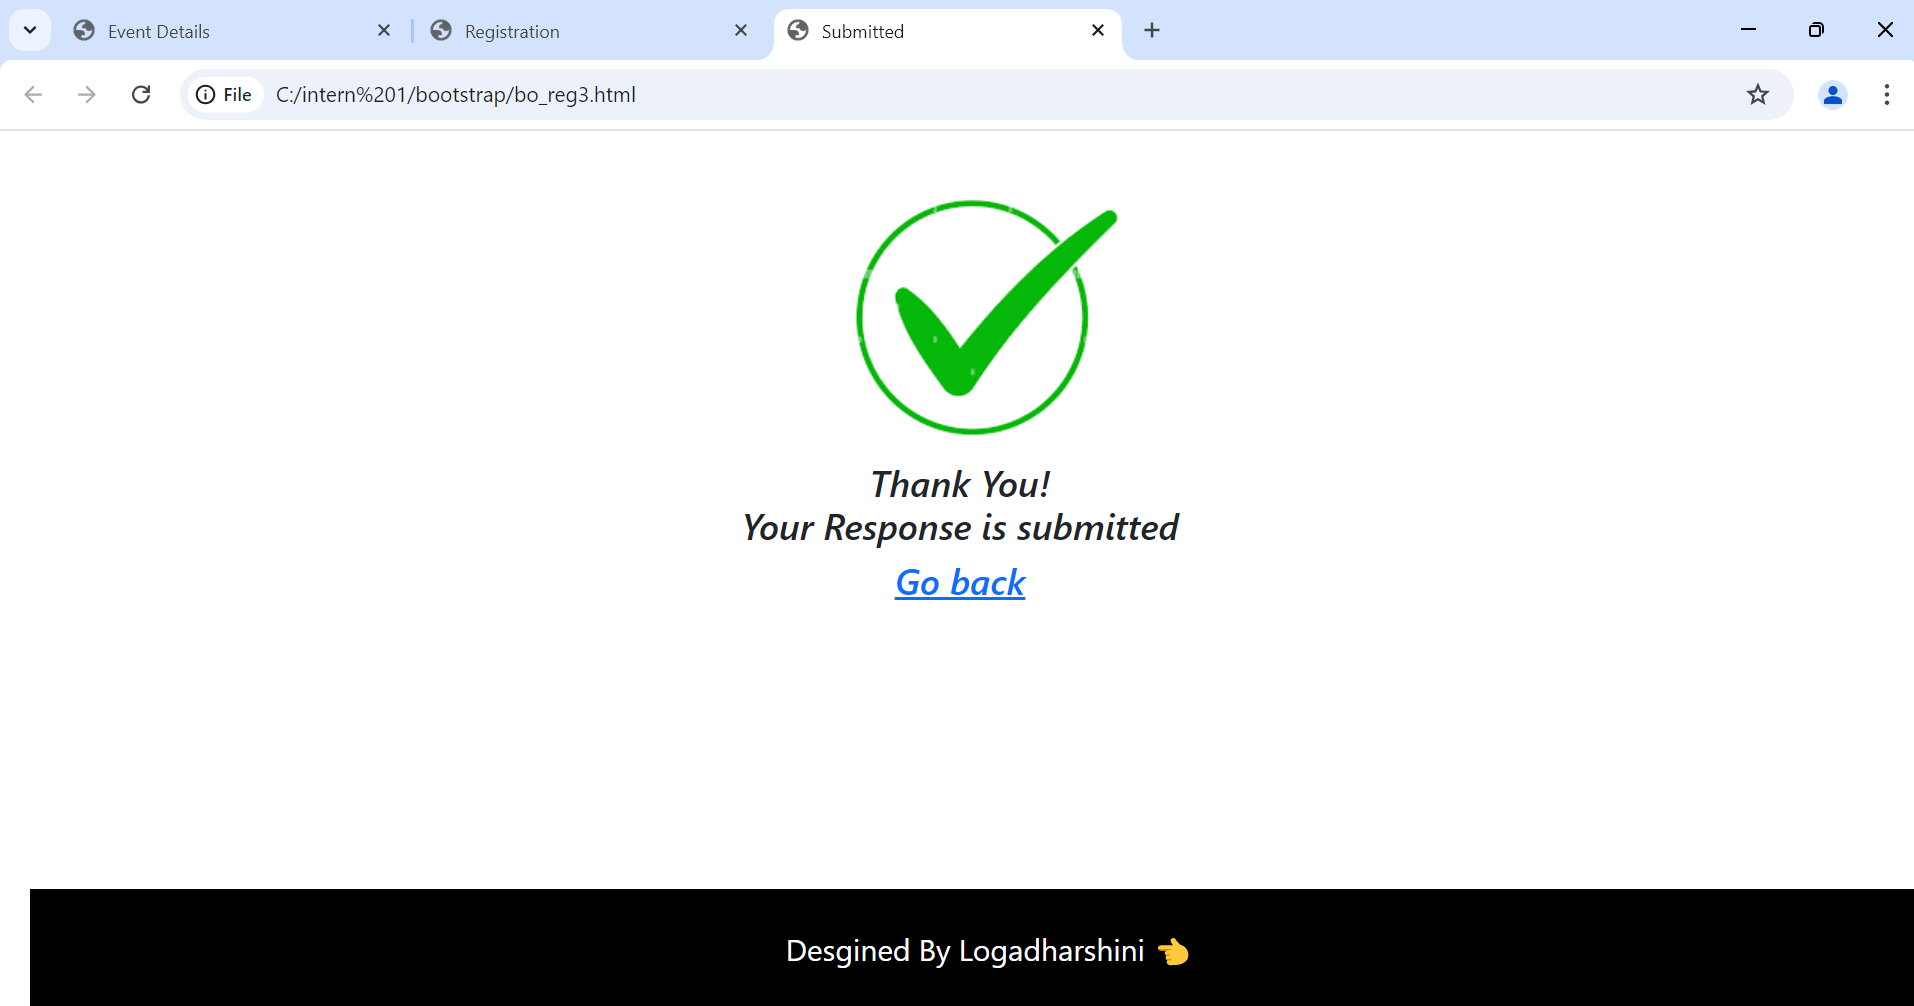 Event Details
Registration
Submitted
File
C:/intern%201/bootstrap/bo_reg3.html
Thank You!
Your Response is submitted
Go back
Desgined By Logadharshini 👈